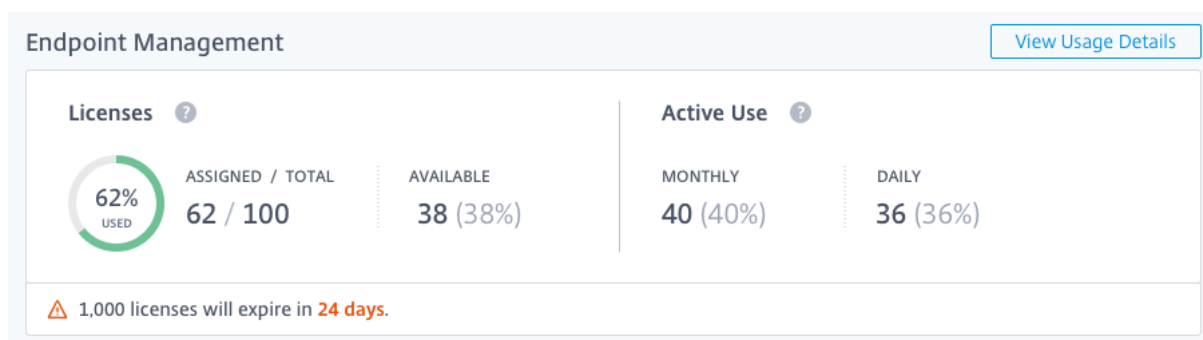 Endpoint Management
View Usage Details
Licenses ?
Active Use ?
62%
USED
ASSIGNED / TOTAL
62 / 100
AVAILABLE
38 (38%)
MONTHLY
40 (40%)
DAILY
36 (36%)
1,000 licenses will expire in 24 days.